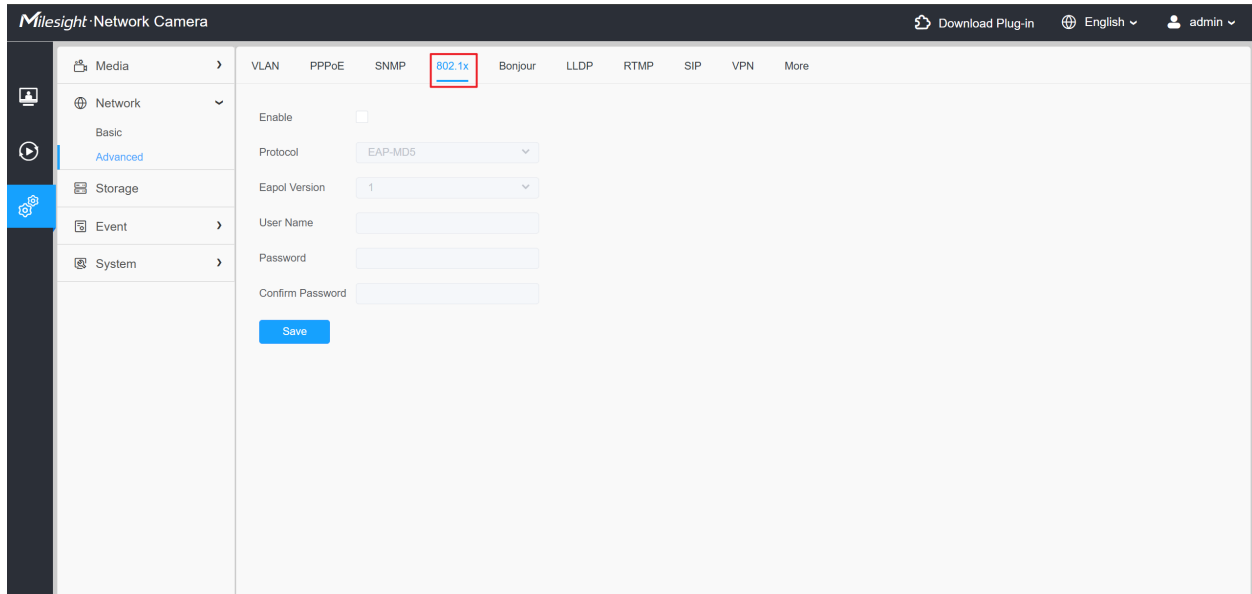 Milesight Network Camera
Download Plug-in
English
admin
Media
Network
Basic
Advanced
Storage
Event
System
VLAN PPPoE SNMP 802.1x Bonjour LLDP RTMP SIP VPN More
Enable
Protocol EAP-MD5
Eapol Version 1
User Name
Password
Confirm Password
Save